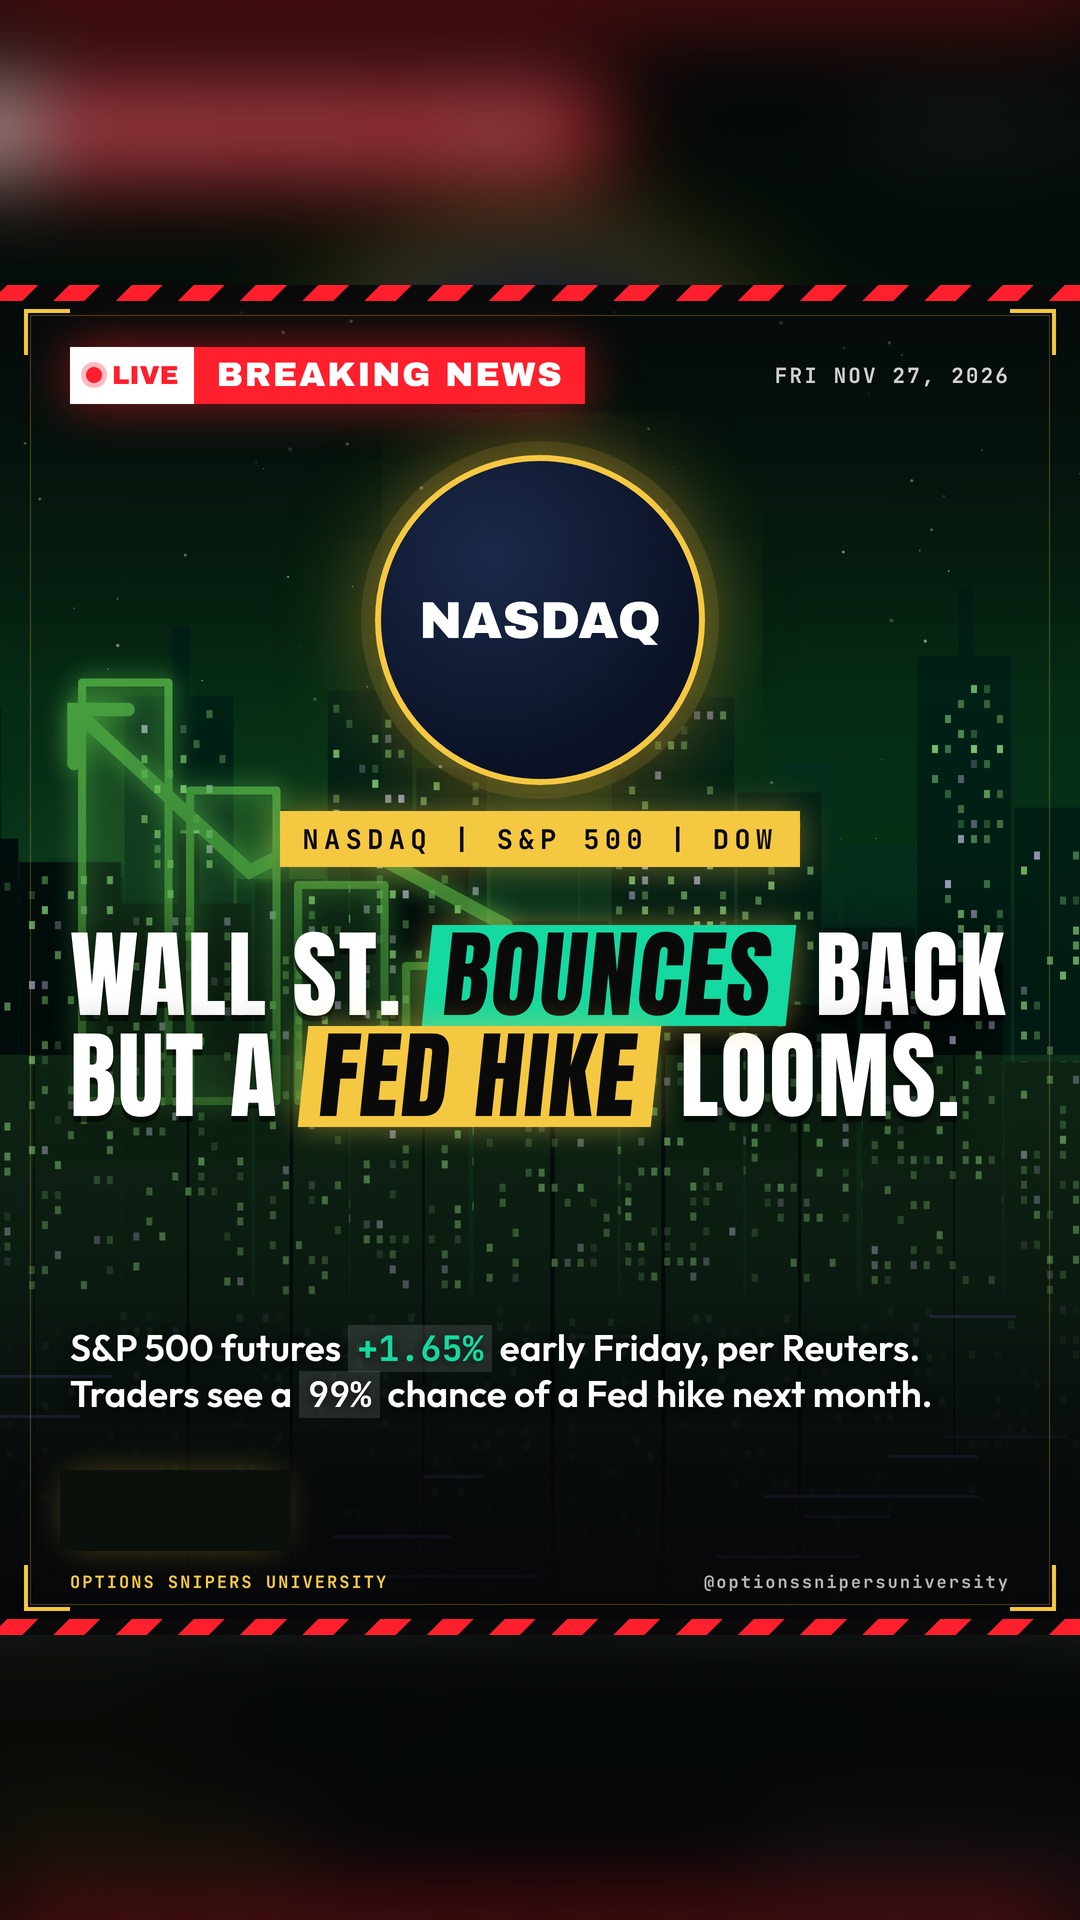 LIVE BREAKING NEWS
FRI NOV 27, 2026
NASDAQ
NASDAQ | S&P 500 | DOW
WALL ST. BOUNCES BACK
BUT A FED HIKE LOOMS.
S&P 500 futures +1.65% early Friday, per Reuters.
Traders see a 99% chance of a Fed hike next month.
OPTIONS SNIPERS UNIVERSITY
@optionssnipersuniversity